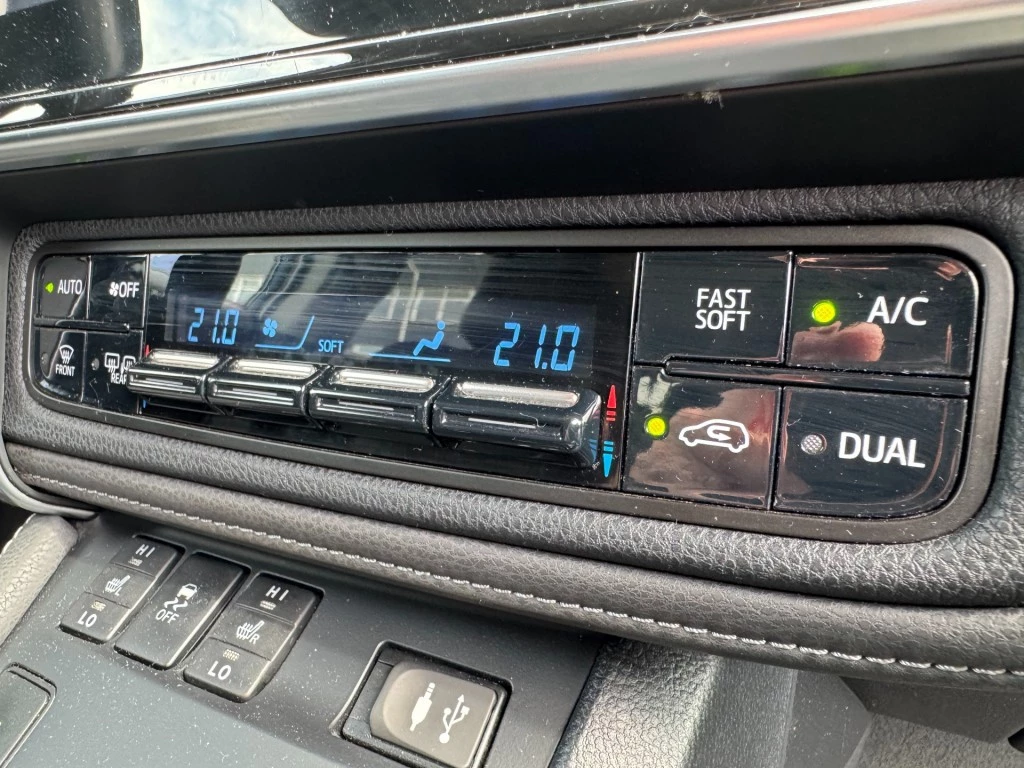 AUTO
OFF
FRONT
REAR
21.0
SOFT
21.0
FAST
SOFT
A/C
DUAL
HI
L
LO
OFF
HI
R
LO